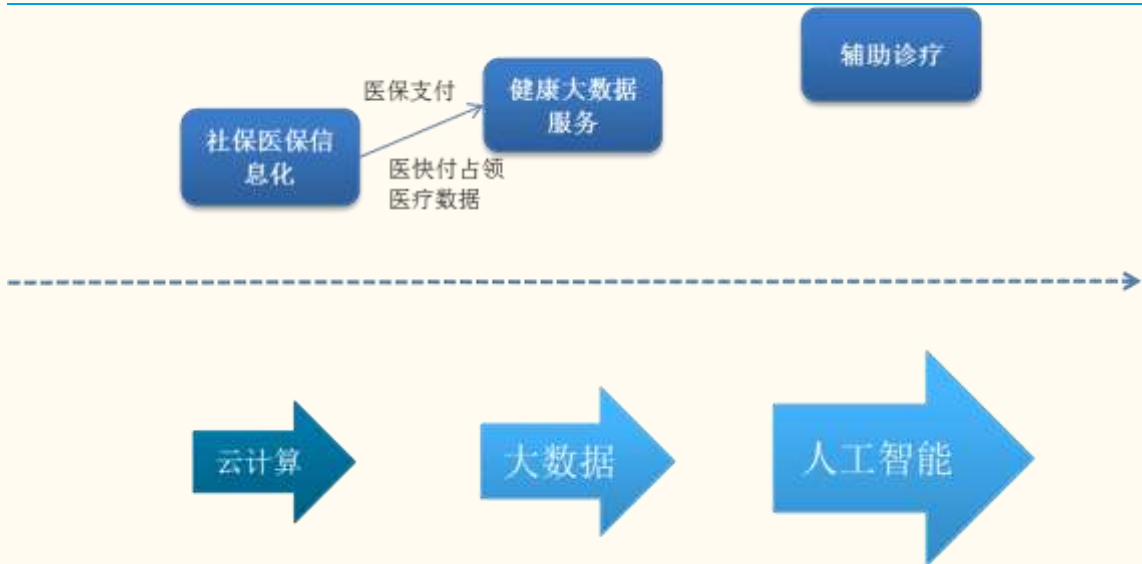 辅助诊疗
医保支付
健康大数据
服务
社保医保信
息化
医快付占领
医疗数据
云计算
大数据
人工智能